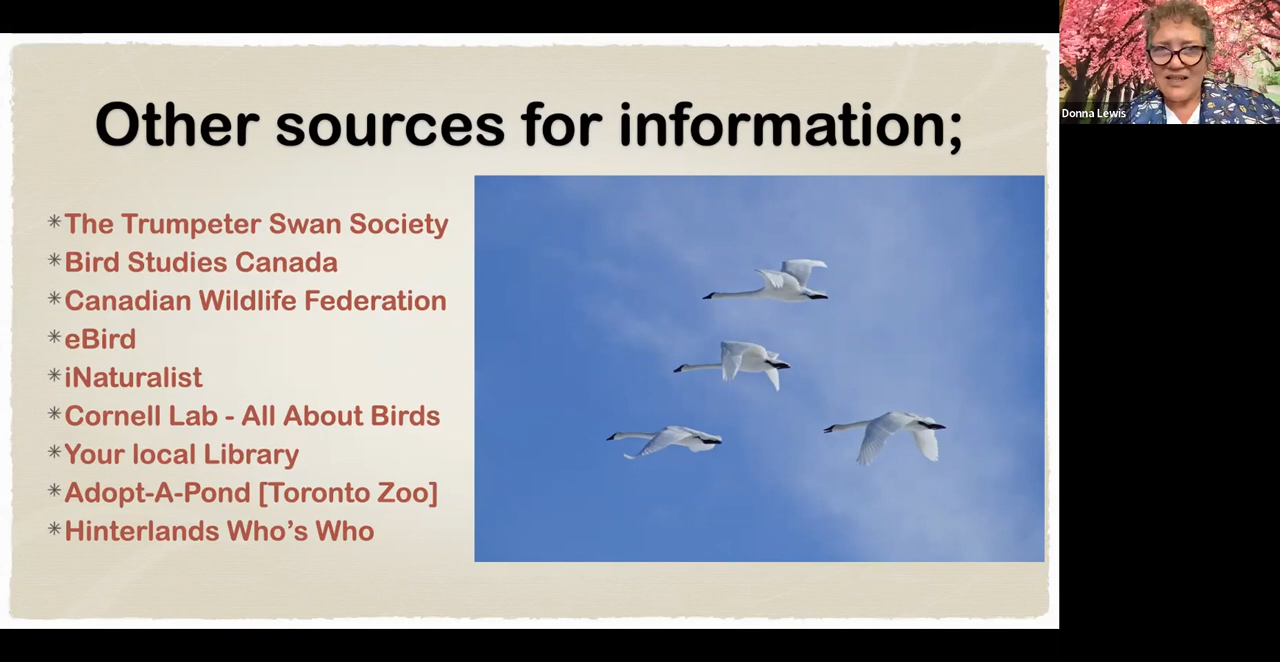 Other sources for information;
The Trumpeter Swan Society
Bird Studies Canada
Canadian Wildlife Federation
eBird
iNaturalist
Cornell Lab - All About Birds
Your local Library
Adopt-A-Pond [Toronto Zoo]
Hinterlands Who’s Who
Donna Lewis